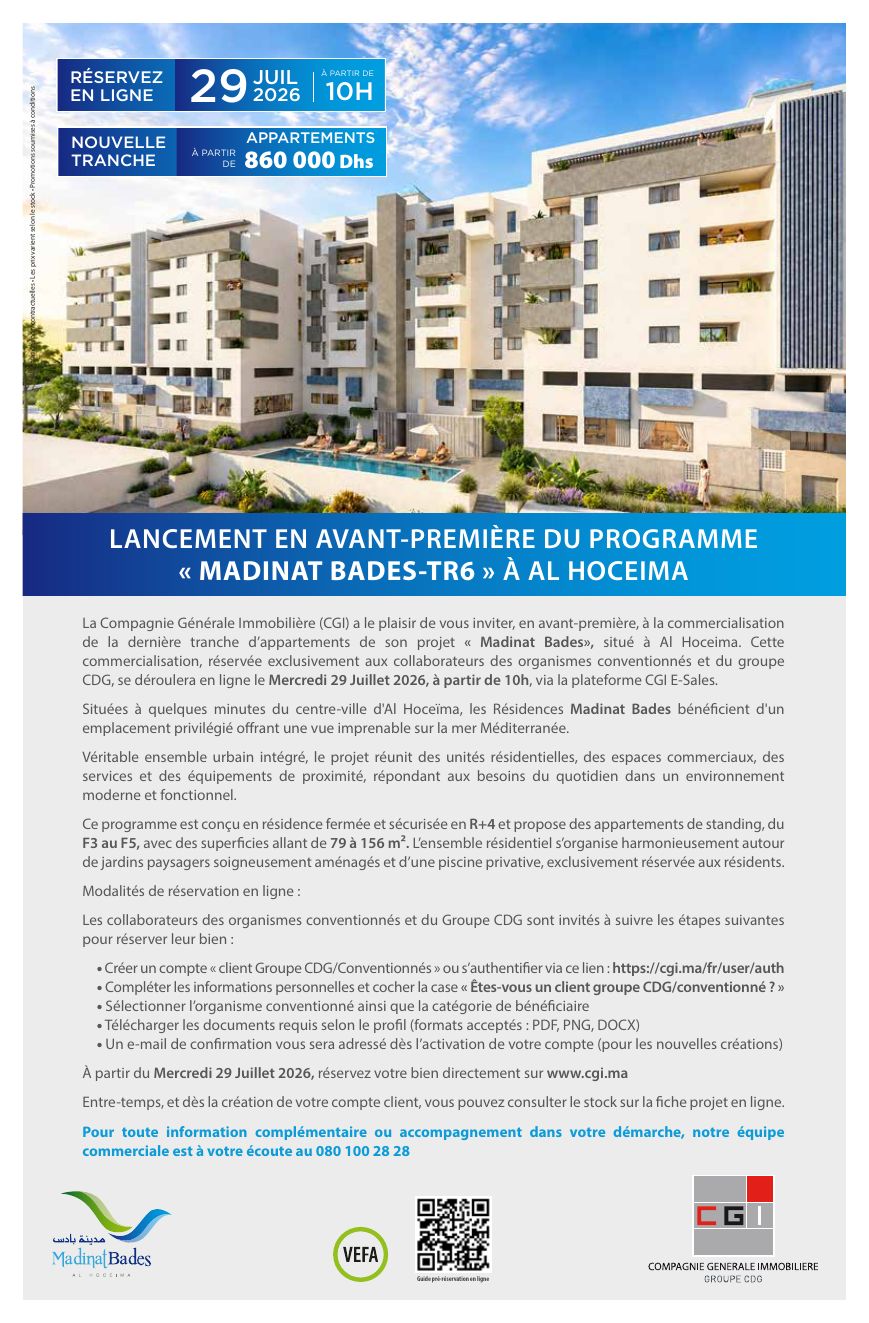 RÉSERVEZ
EN LIGNE
29 JUIL
2026
À PARTIR DE
10H
NOUVELLE
TRANCHE
À PARTIR
DE
APPARTEMENTS
860 000 Dhs
contractuelles • Les prix varient selon le stock • Promotions soumises à conditions
LANCEMENT EN AVANT-PREMIÈRE DU PROGRAMME
« MADINAT BADES-TR6 » À AL HOCEIMA
La Compagnie Générale Immobilière (CGI) a le plaisir de vous inviter, en avant-première, à la commercialisation
de la dernière tranche d’appartements de son projet « Madinat Bades», situé à Al Hoceima. Cette
commercialisation, réservée exclusivement aux collaborateurs des organismes conventionnés et du groupe
CDG, se déroulera en ligne le Mercredi 29 Juillet 2026, à partir de 10h, via la plateforme CGI E-Sales.
Situées à quelques minutes du centre-ville d'Al Hoceïma, les Résidences Madinat Bades bénéficient d'un
emplacement privilégié offrant une vue imprenable sur la mer Méditerranée.
Véritable ensemble urbain intégré, le projet réunit des unités résidentielles, des espaces commerciaux, des
services et des équipements de proximité, répondant aux besoins du quotidien dans un environnement
moderne et fonctionnel.
Ce programme est conçu en résidence fermée et sécurisée en R+4 et propose des appartements de standing, du
F3 au F5, avec des superficies allant de 79 à 156 m². L’ensemble résidentiel s’organise harmonieusement autour
de jardins paysagers soigneusement aménagés et d’une piscine privative, exclusivement réservée aux résidents.
Modalités de réservation en ligne :
Les collaborateurs des organismes conventionnés et du Groupe CDG sont invités à suivre les étapes suivantes
pour réserver leur bien :
• Créer un compte « client Groupe CDG/Conventionnés » ou s’authentifier via ce lien : https://cgi.ma/fr/user/auth
• Compléter les informations personnelles et cocher la case « Êtes-vous un client groupe CDG/conventionné ? »
• Sélectionner l’organisme conventionné ainsi que la catégorie de bénéficiaire
• Télécharger les documents requis selon le profil (formats acceptés : PDF, PNG, DOCX)
• Un e-mail de confirmation vous sera adressé dès l’activation de votre compte (pour les nouvelles créations)
À partir du Mercredi 29 Juillet 2026, réservez votre bien directement sur www.cgi.ma
Entre-temps, et dès la création de votre compte client, vous pouvez consulter le stock sur la fiche projet en ligne.
Pour toute information complémentaire ou accompagnement dans votre démarche, notre équipe
commerciale est à votre écoute au 080 100 28 28
مدينة بادس
Madinat Bades
AL HOCEIMA
VEFA
Guide pré-réservation en ligne
CGI
COMPAGNIE GENERALE IMMOBILIERE
GROUPE CDG